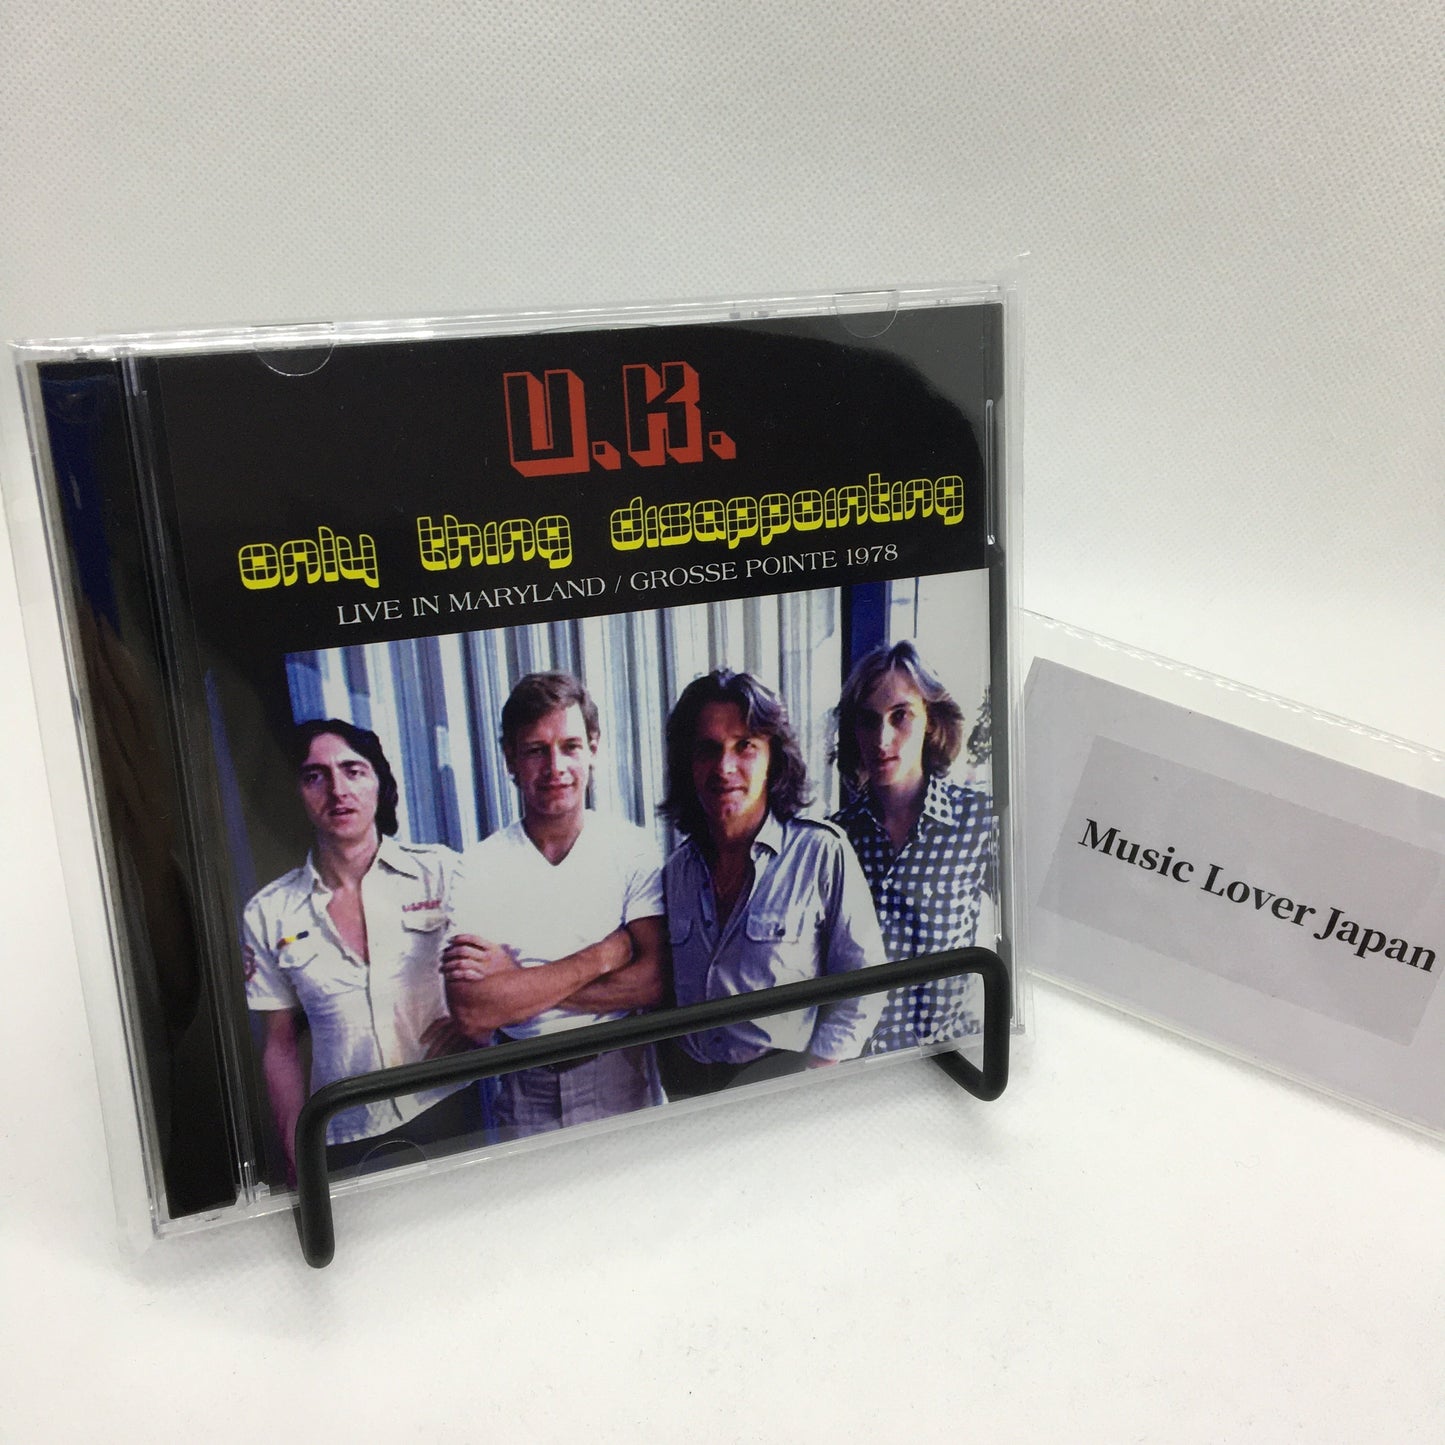 U.K.
only thing disappointing
LIVE IN MARYLAND / GROSSE POINTE 1978
Music Lover Japan